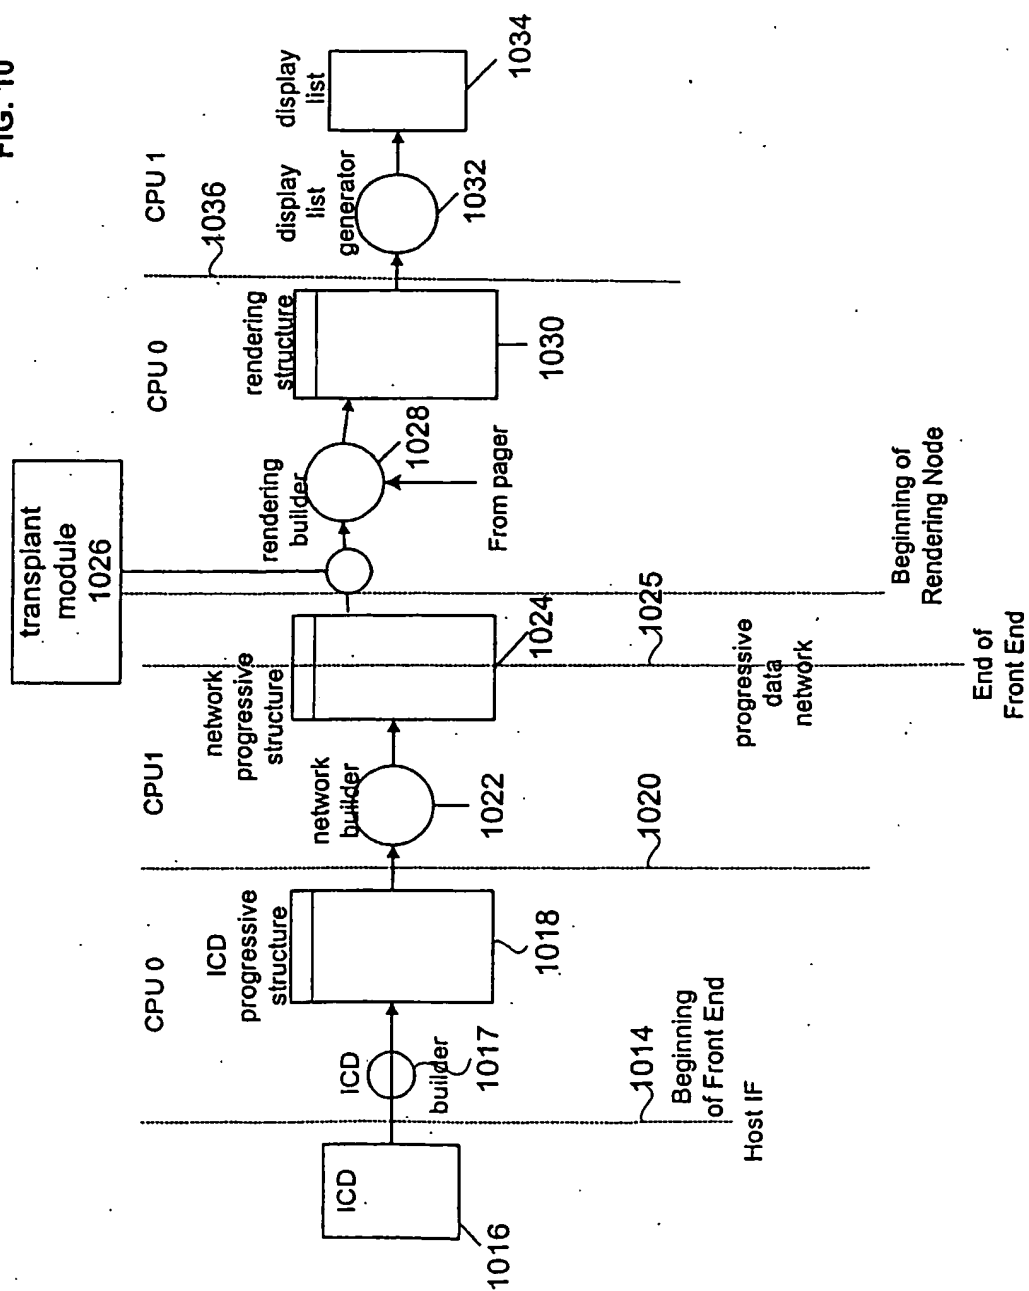 FIG. 10
CPU 0
CPU1
CPU 0
CPU 1
transplant
module
1026
ICD
1016
ICD
builder
1017
ICD
progressive
structure
1018
network
builder
1022
network
progressive
structure
1024
rendering
builder
1028
From pager
rendering
structure
1030
1036
display
list
generator
1032
display
list
1034
1014
Beginning
of Front End
Host IF
1020
1025
progressive
data
network
End of
Front End
Beginning of
Rendering Node